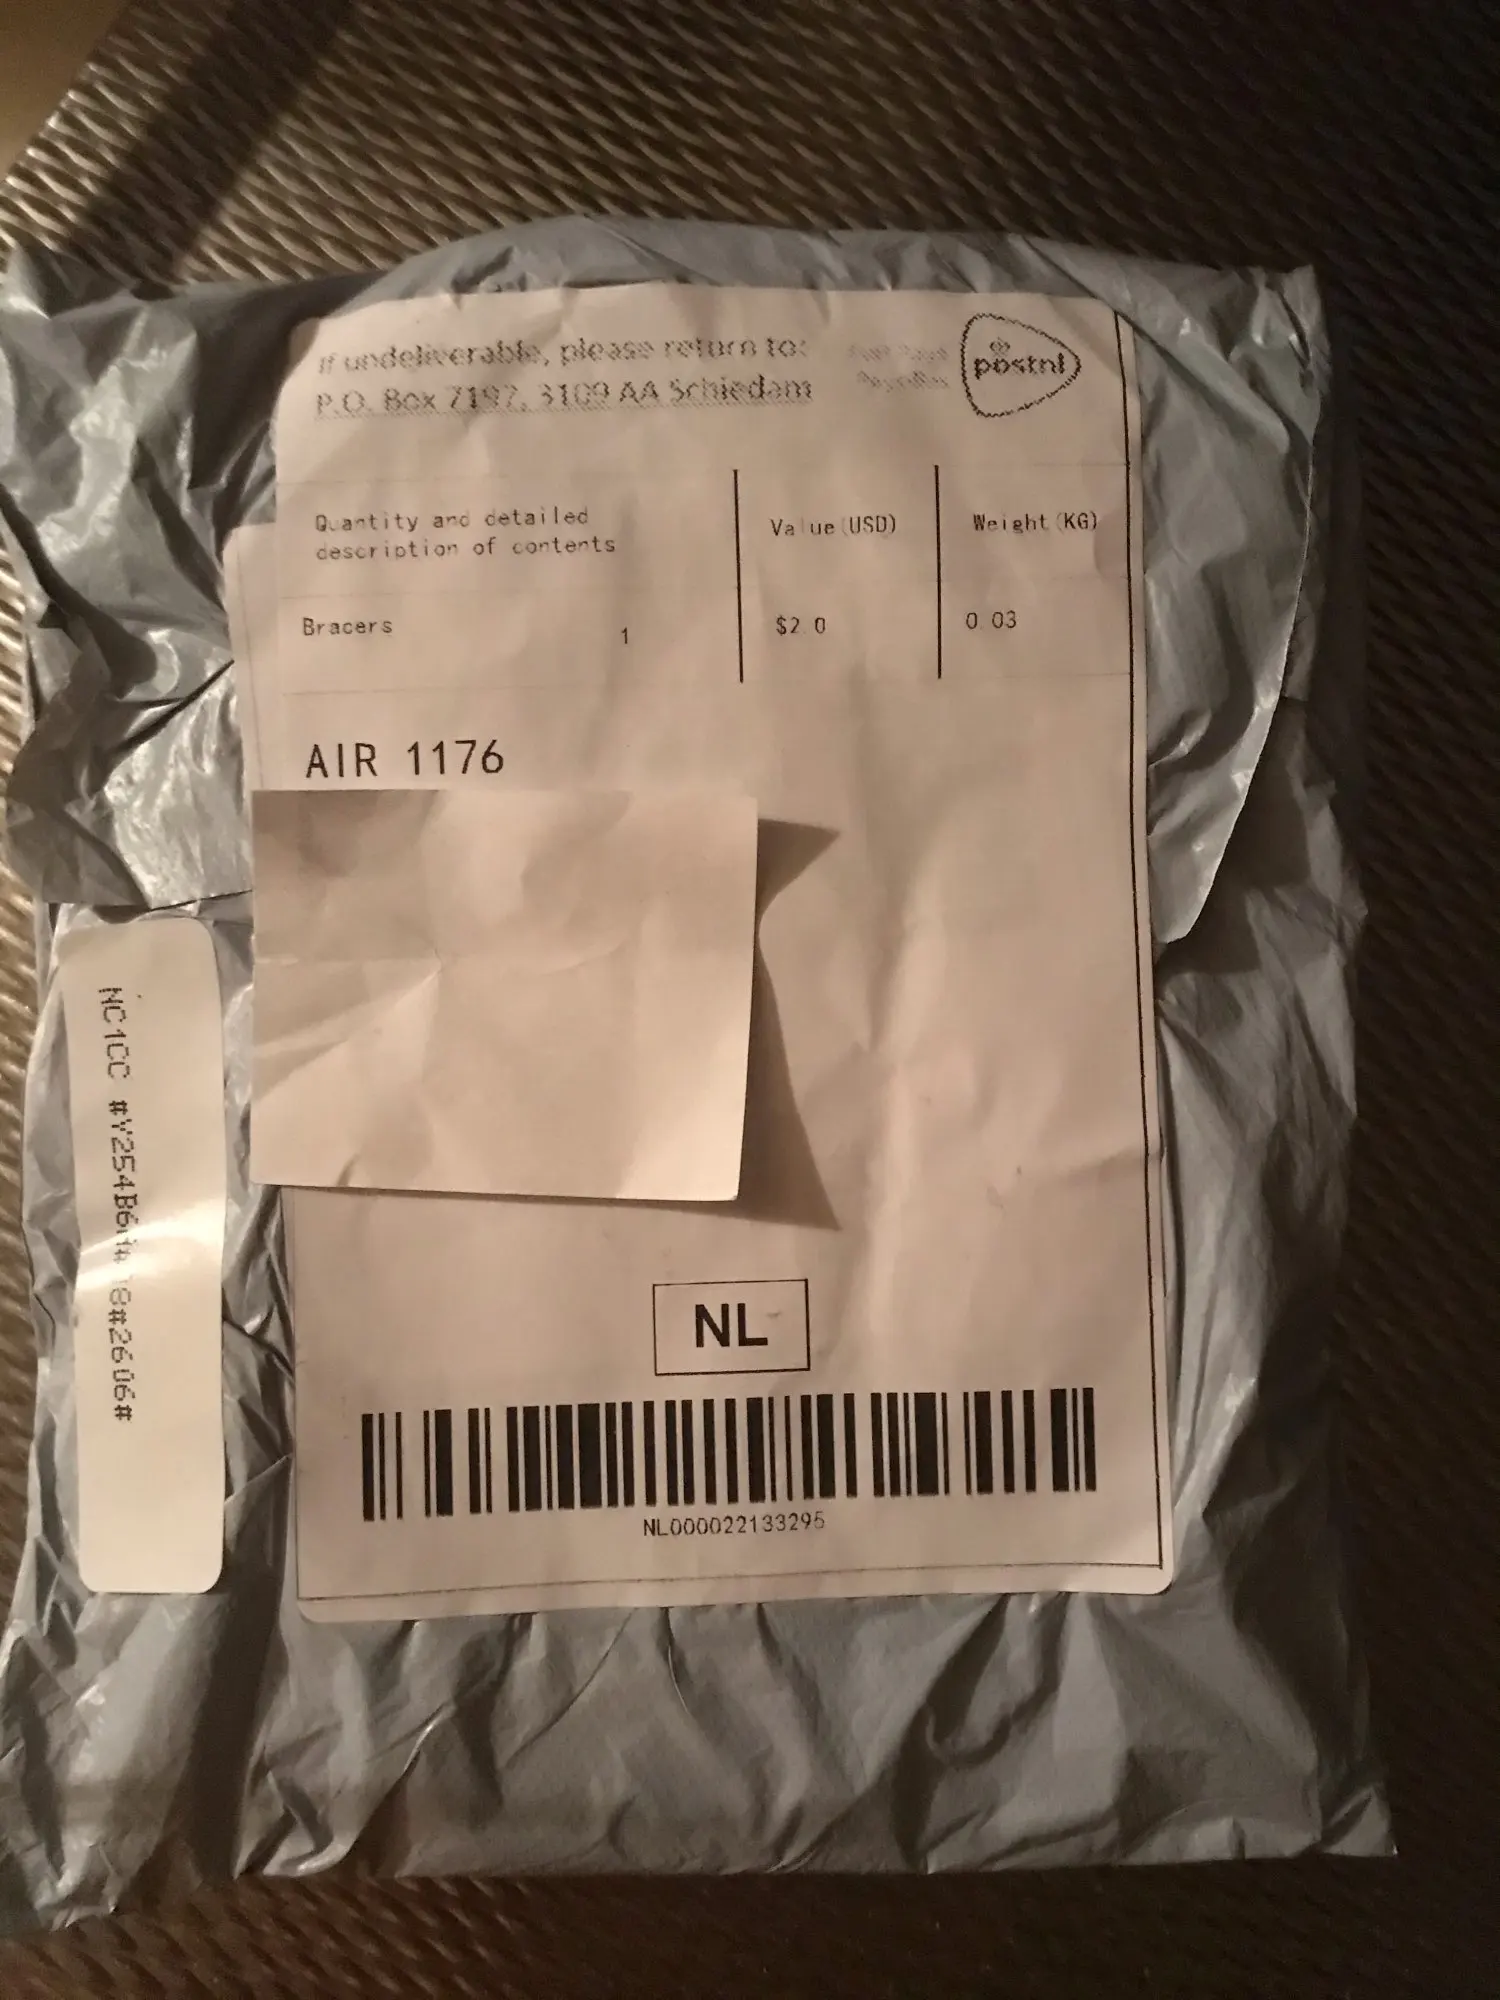 If undeliverable, please return to:
P.O. Box 7197, 3109 AA Schiedam
postnl
Quantity and detailed
description of contents
Value(USD)
Weight(KG)
Bracers
1
$2.0
0.03
AIR 1176
NL
NL000022133295
NC1CC